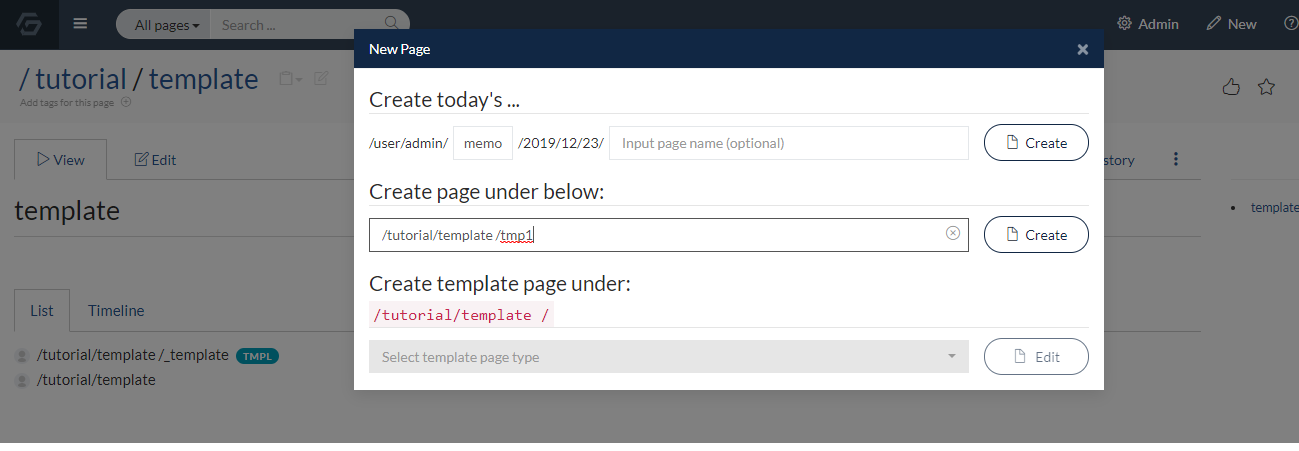 All pages Search ... Admin New
New Page ×
/ tutorial / template
Add tags for this page
View Edit story
template
template
List Timeline
/tutorial/template /_template TMPL
/tutorial/template
Create today's ...
/user/admin/ memo /2019/12/23/ Input page name (optional) Create
Create page under below:
/tutorial/template /tmp1 Create
Create template page under:
/tutorial/template /
Select template page type Edit